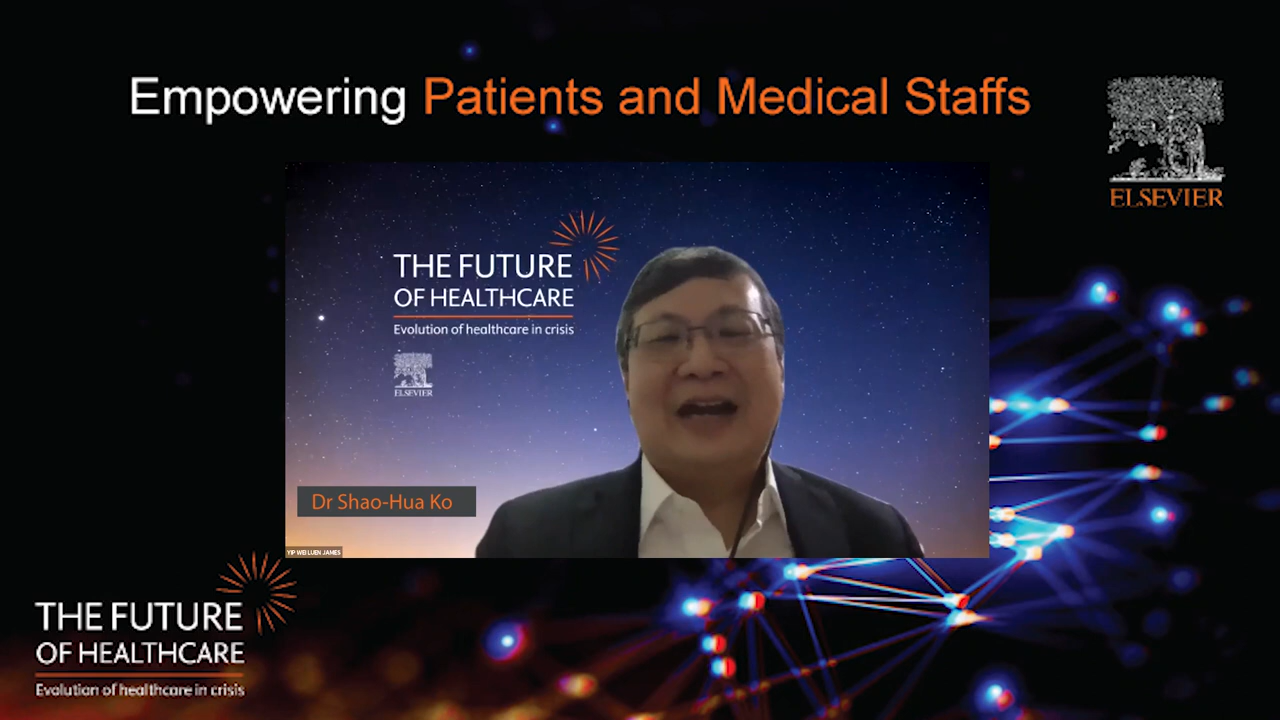 Empowering Patients and Medical Staffs
ELSEVIER
THE FUTURE
OF HEALTHCARE
Evolution of healthcare in crisis
ELSEVIER
Dr Shao-Hua Ko
YIP WEI LUEN JAMES
THE FUTURE
OF HEALTHCARE
Evolution of healthcare in crisis